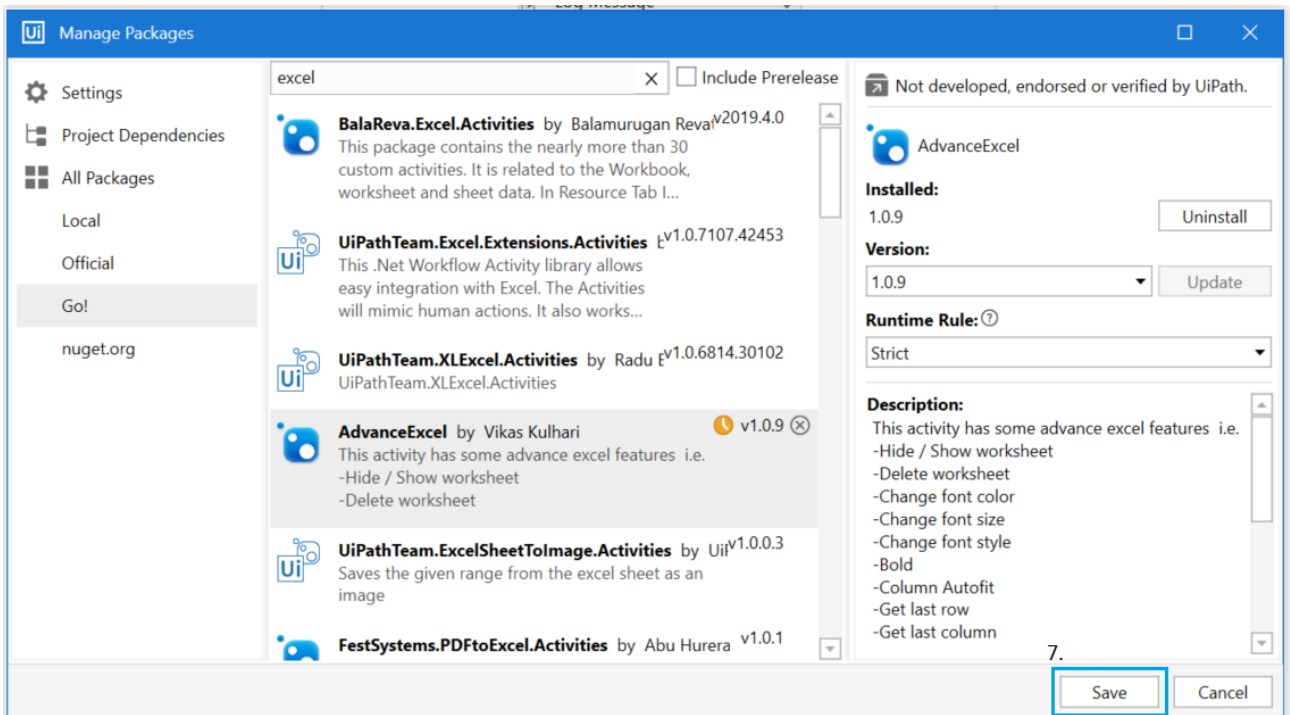 Log Message
Ui Manage Packages
Settings
Project Dependencies
All Packages
Local
Official
Go!
nuget.org
excel
Include Prerelease
BalaReva.Excel.Activities by Balamurugan Reva v2019.4.0
This package contains the nearly more than 30
custom activities. It is related to the Workbook,
worksheet and sheet data. In Resource Tab I...
UiPathTeam.Excel.Extensions.Activities v1.0.7107.42453
This .Net Workflow Activity library allows
easy integration with Excel. The Activities
will mimic human actions. It also works...
UiPathTeam.XLExcel.Activities by Radu v1.0.6814.30102
UiPathTeam.XLExcel.Activities
AdvanceExcel by Vikas Kulhari v1.0.9
This activity has some advance excel features i.e.
-Hide / Show worksheet
-Delete worksheet
UiPathTeam.ExcelSheetToImage.Activities by v1.0.0.3
Saves the given range from the excel sheet as an
image
FestSystems.PDFtoExcel.Activities by Abu Hurera v1.0.1
Not developed, endorsed or verified by UiPath.
AdvanceExcel
Installed:
1.0.9
Uninstall
Version:
1.0.9
Update
Runtime Rule:
Strict
Description:
This activity has some advance excel features i.e.
-Hide / Show worksheet
-Delete worksheet
-Change font color
-Change font size
-Change font style
-Bold
-Column Autofit
-Get last row
-Get last column
7.
Save
Cancel